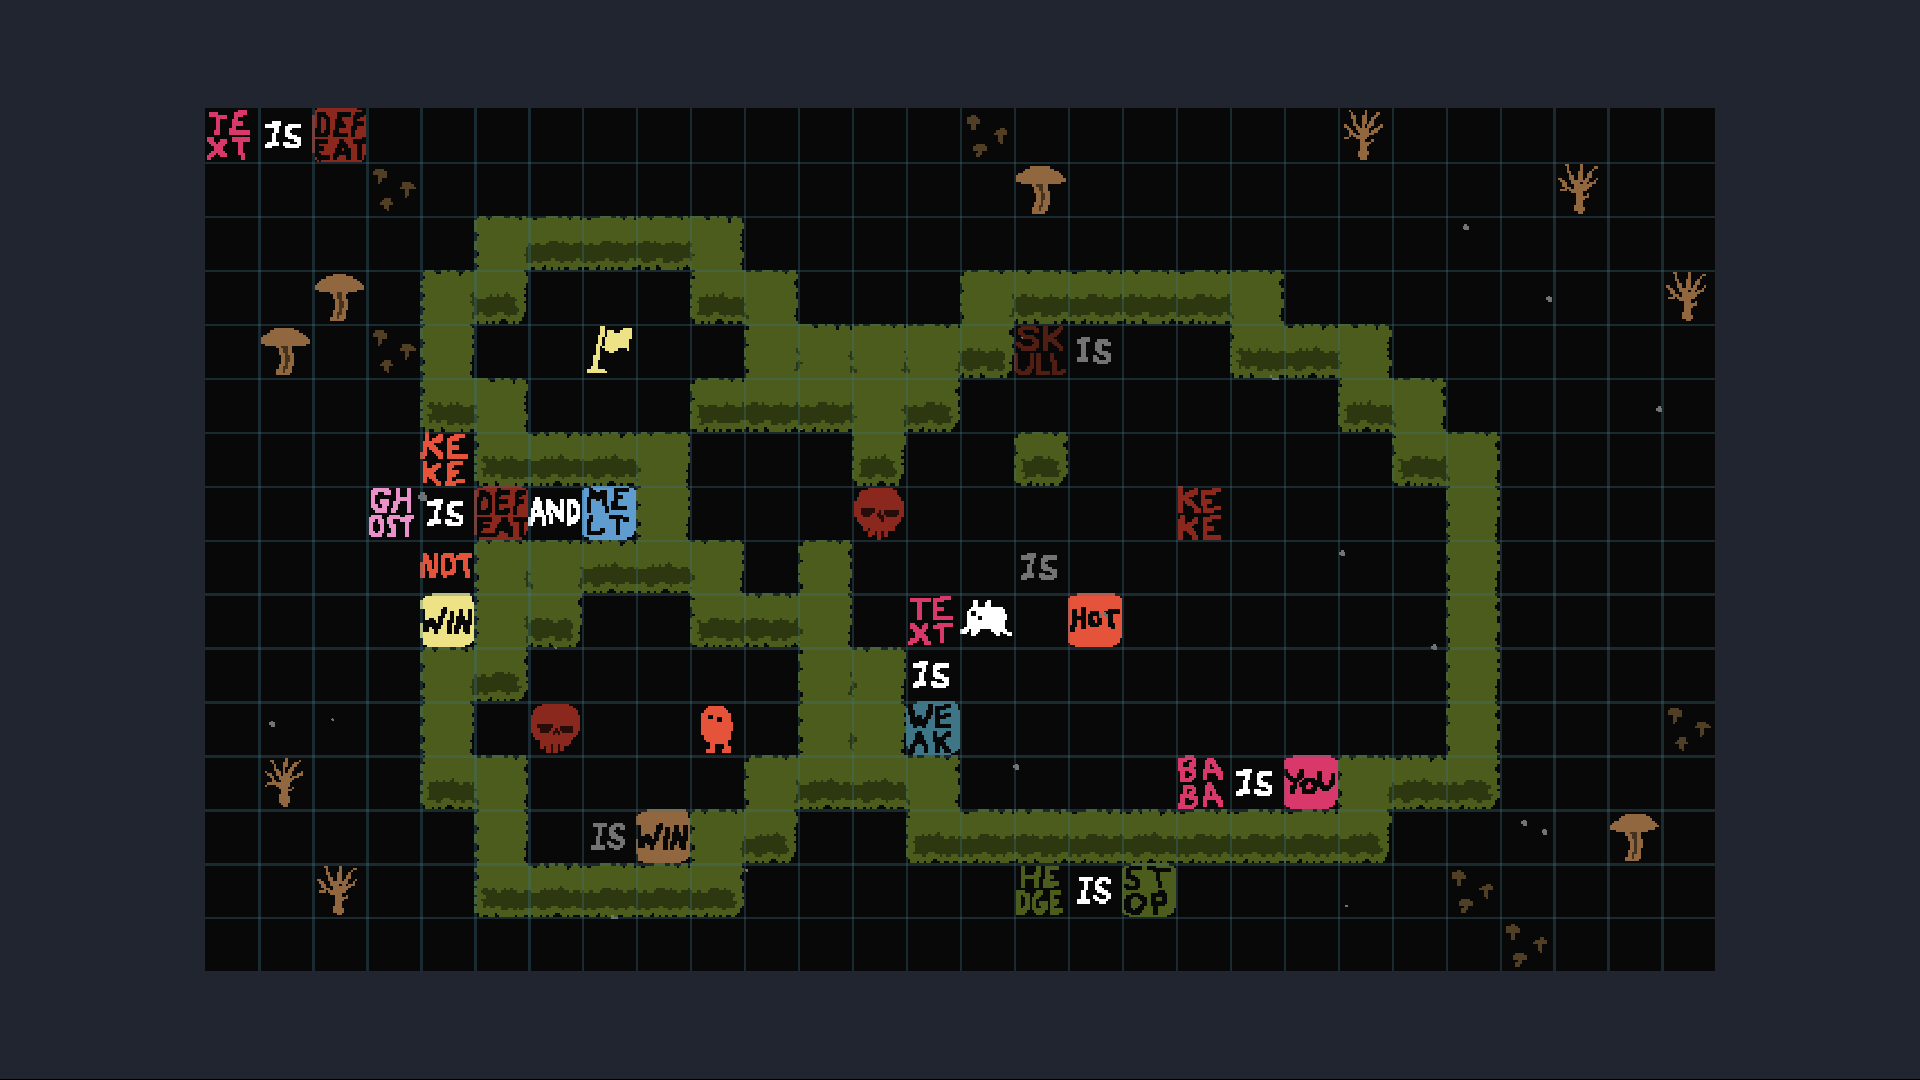 TEXT IS DEFEAT
SKULL IS
KEKE
GHOST IS DEFEAT AND MELT
KEKE
IS
NOT
TEXT HOT
WIN
IS
WEAK
BABA IS YOU
IS WIN
HEDGE IS STOP